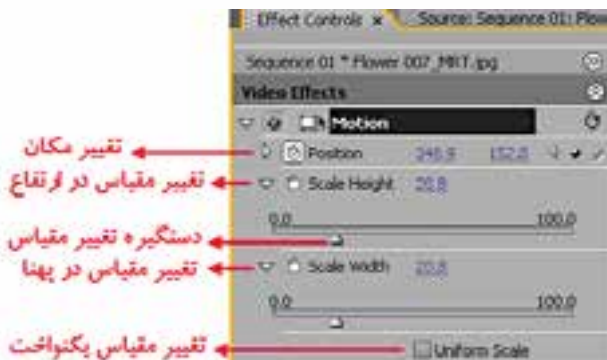 Effect Controls × Source: Sequence 01: Flow
Sequence 01 * Flower 007_MRT.jpg
Video Effects
Motion
تغییر مکان
Position 152.0
تغییر مقیاس در ارتفاع
Scale Height 20.8
0.0 100.0
دستگیره تغییر مقیاس
تغییر مقیاس در پهنا
Scale Width 20.8
0.0 100.0
تغییر مقیاس یکنواخت
Uniform Scale